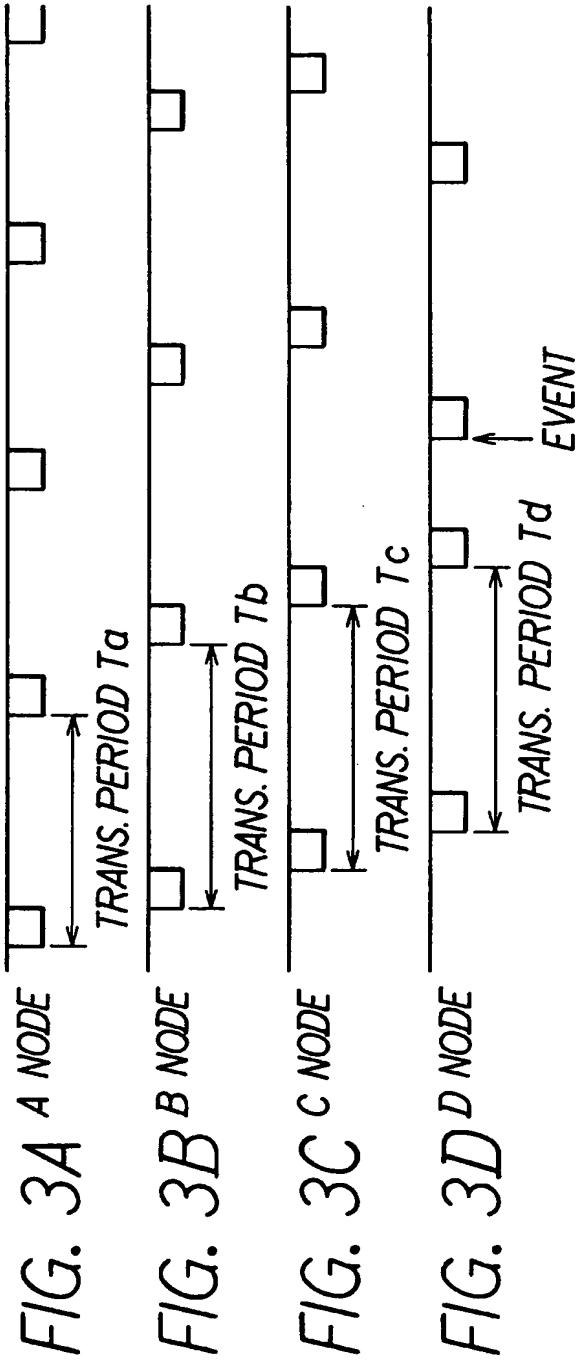 FIG. 3A A NODE
TRANS. PERIOD Ta
FIG. 3B B NODE
TRANS. PERIOD Tb
FIG. 3C C NODE
TRANS. PERIOD Tc
FIG. 3D D NODE
TRANS. PERIOD Td
EVENT